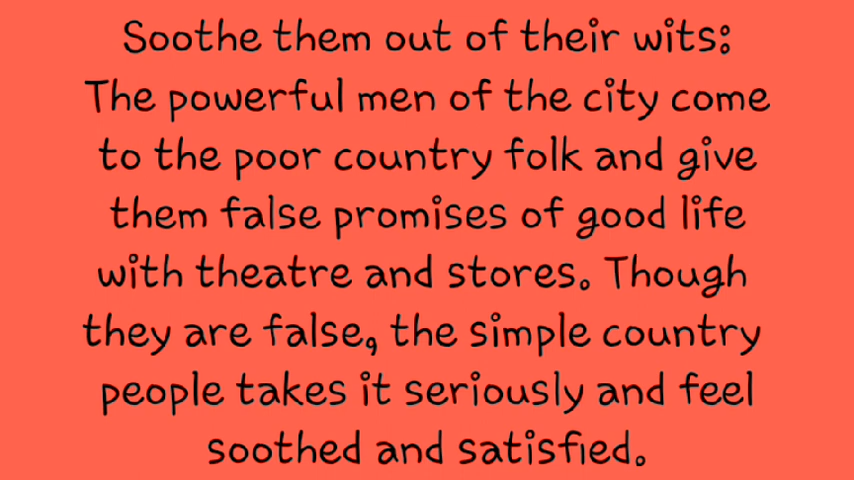 Soothe them out of their wits:
The powerful men of the city come
to the poor country folk and give
them false promises of good life
with theatre and stores. Though
they are false, the simple country
people takes it seriously and feel
soothed and satisfied.